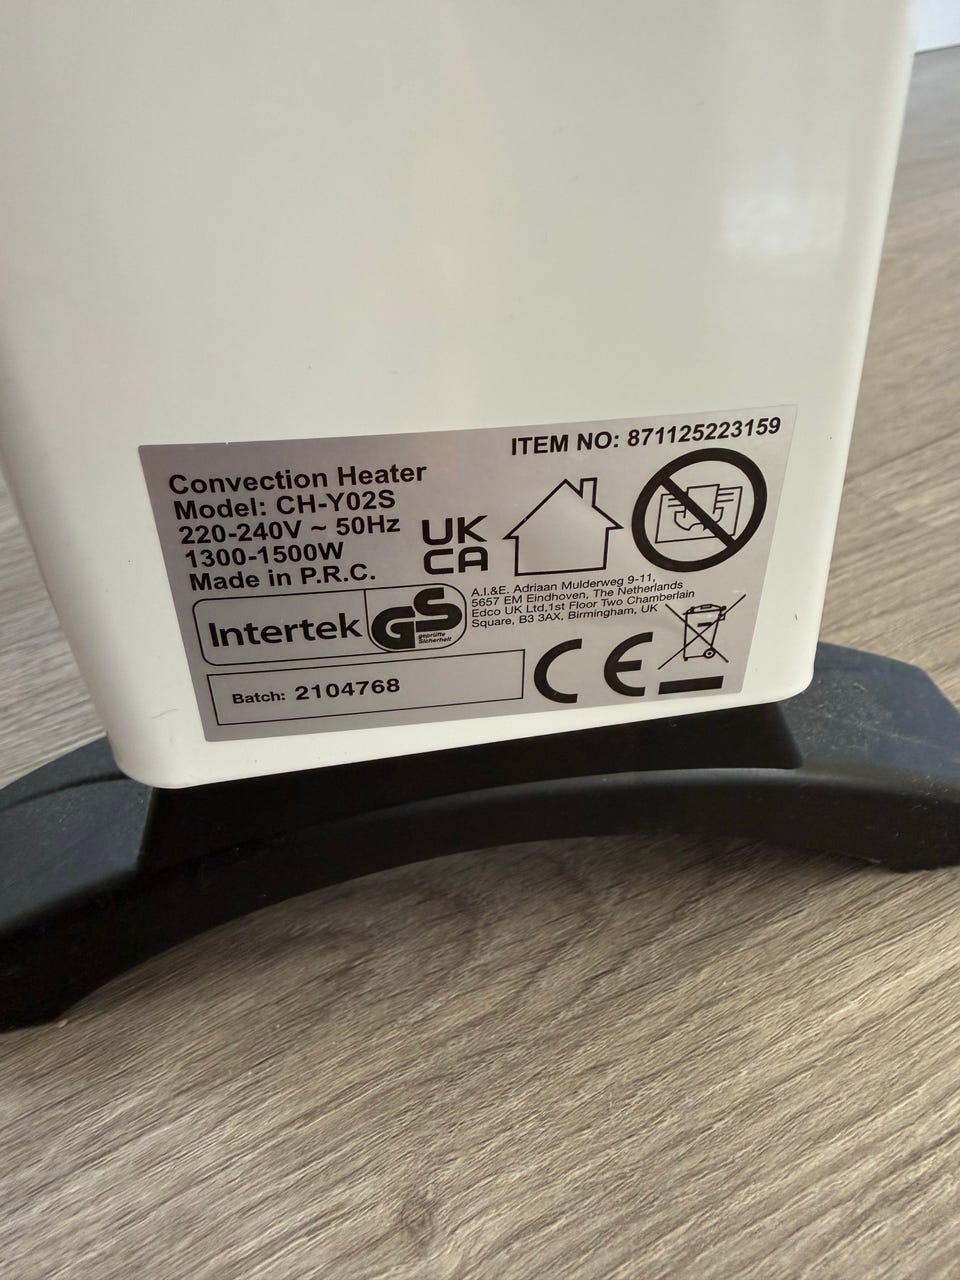 ITEM NO: 871125223159
Convection Heater
Model: CH-Y02S
220-240V ~ 50Hz
1300-1500W
Made in P.R.C.
UK
CA
A.I.&E. Adriaan Mulderweg 9-11,
5657 EM Eindhoven, The Netherlands
Edco UK Ltd,1st Floor Two Chamberlain
Square, B3 3AX, Birmingham, UK
Intertek
GS
geprüfte
Sicherheit
Batch: 2104768
CE